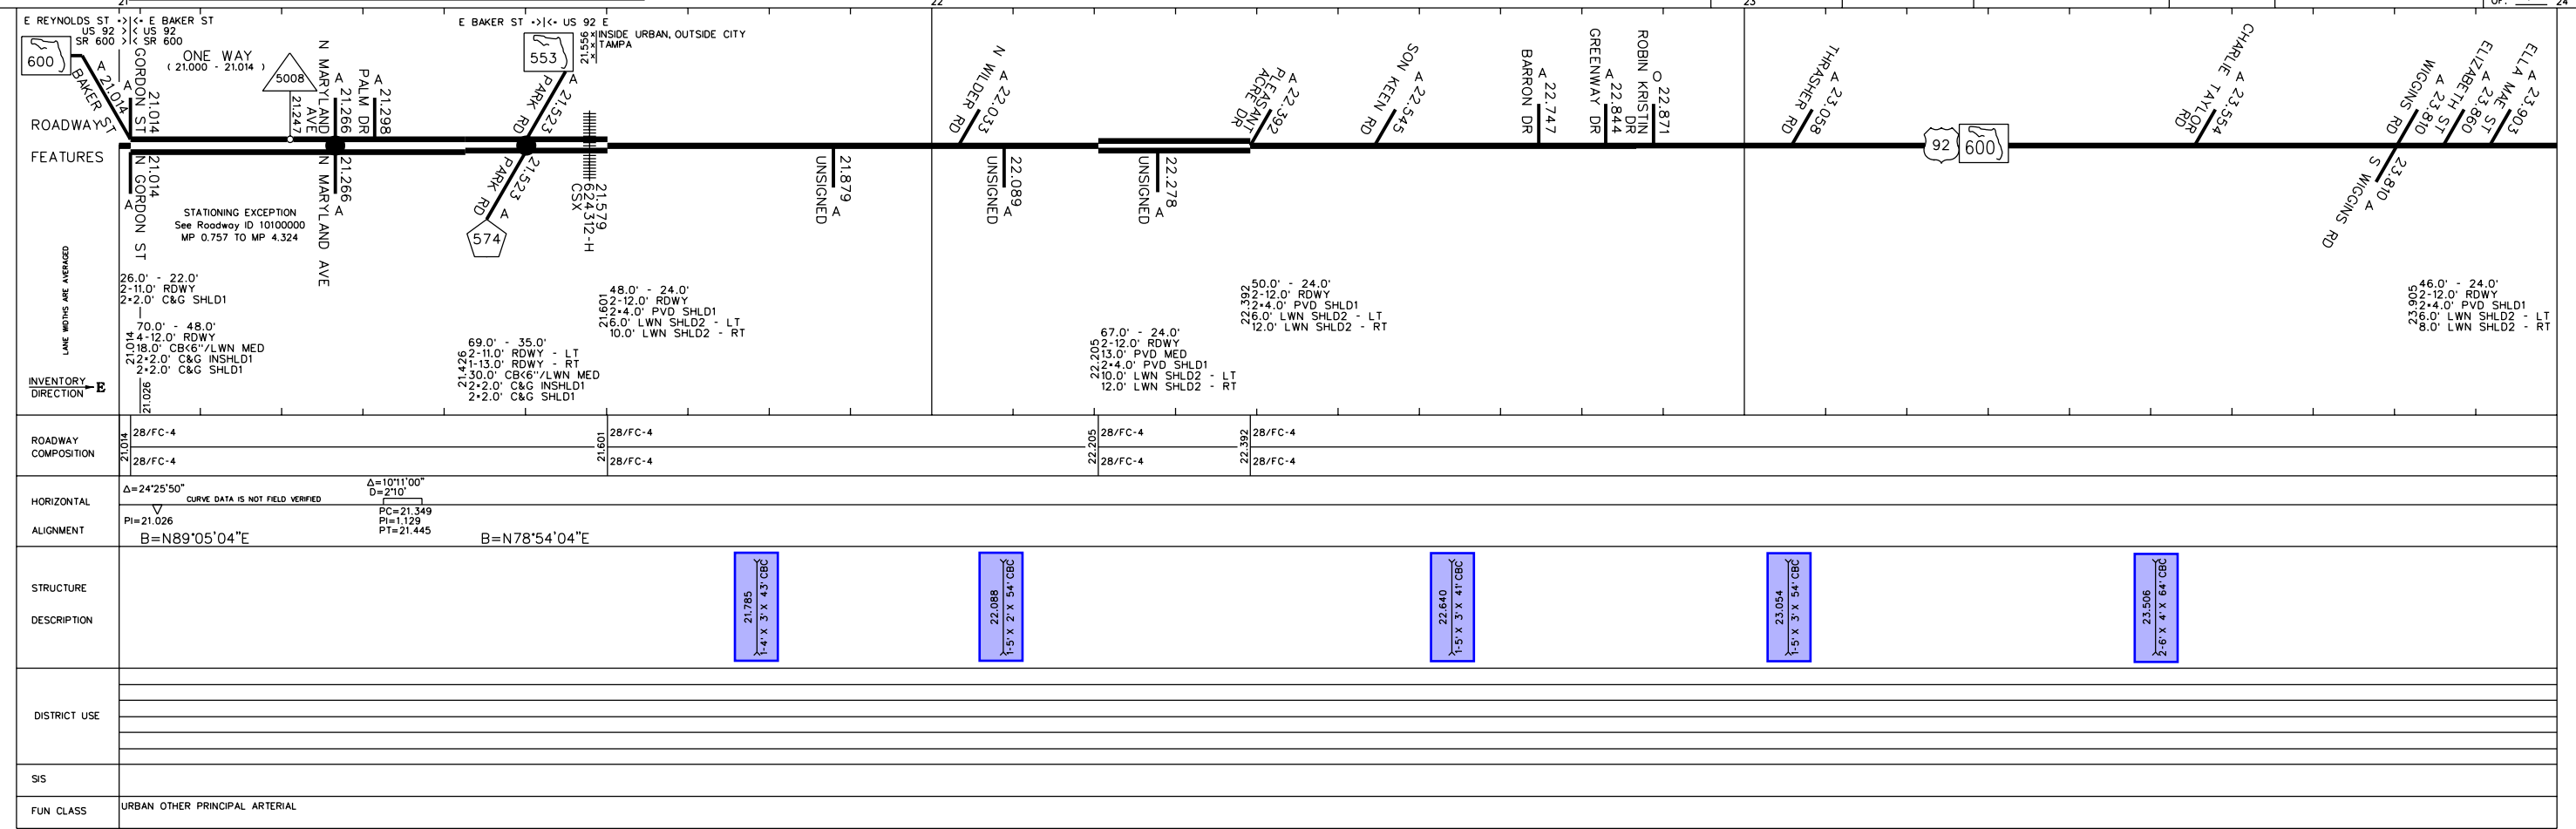 21
22
23
OF:
24
E REYNOLDS ST ->|<- E BAKER ST
US 92 >|< US 92
SR 600 >|< SR 600
600
BAKER ST
A 21.014
GORDON ST
A 21.014
ONE WAY
( 21.000 - 21.014 )
5008
21.247
N MARYLAND AVE
A 21.266
PALM DR
A 21.298
E BAKER ST ->|<- US 92 E
553
PARK RD
A 21.523
21.556
INSIDE URBAN, OUTSIDE CITY
TAMPA
N WILDER RD
A 22.033
PLEASANT ACRE DR
A 22.392
SON KEEN RD
A 22.545
BARRON DR
A 22.747
GREENWAY DR
A 22.844
ROBIN KRISTIN DR
O 22.871
THRASHER RD
A 23.058
92
600
CHARLIE TAYLOR RD
A 23.554
WIGGINS RD
A 23.810
ELIZABETH ST
A 23.860
ELLA MAE ST
A 23.903
ROADWAY
FEATURES
N GORDON ST
21.014 A
STATIONING EXCEPTION
See Roadway ID 10100000
MP 0.757 TO MP 4.324
N MARYLAND AVE
21.266 A
PARK RD
21.523 A
574
CSX
624312-H
21.579
UNSIGNED
21.879 A
UNSIGNED
22.089 A
UNSIGNED
22.278 A
S WIGGINS RD
23.810 A
LANE WIDTHS ARE AVERAGED
26.0' - 22.0'
2-11.0' RDWY
2-2.0' C&G SHLD1
21.014
70.0' - 48.0'
4-12.0' RDWY
18.0' CB<6"/LWN MED
2-2.0' C&G INSHLD1
2-2.0' C&G SHLD1
21.026
21.426
69.0' - 35.0'
2-11.0' RDWY - LT
1-13.0' RDWY - RT
30.0' CB<6"/LWN MED
2-2.0' C&G INSHLD1
2-2.0' C&G SHLD1
21.601
48.0' - 24.0'
2-12.0' RDWY
2-4.0' PVD SHLD1
6.0' LWN SHLD2 - LT
10.0' LWN SHLD2 - RT
22.205
67.0' - 24.0'
2-12.0' RDWY
13.0' PVD MED
2-4.0' PVD SHLD1
10.0' LWN SHLD2 - LT
12.0' LWN SHLD2 - RT
22.392
50.0' - 24.0'
2-12.0' RDWY
2-4.0' PVD SHLD1
6.0' LWN SHLD2 - LT
12.0' LWN SHLD2 - RT
23.905
46.0' - 24.0'
2-12.0' RDWY
2-4.0' PVD SHLD1
6.0' LWN SHLD2 - LT
8.0' LWN SHLD2 - RT
INVENTORY
DIRECTION
E
ROADWAY
COMPOSITION
21.014
28/FC-4
28/FC-4
21.601
28/FC-4
28/FC-4
22.205
28/FC-4
28/FC-4
22.392
28/FC-4
28/FC-4
HORIZONTAL
ALIGNMENT
Δ=24°25'50"
CURVE DATA IS NOT FIELD VERIFIED
PI=21.026
B=N89°05'04"E
Δ=10°11'00"
D=2°10'
PC=21.349
PI=1.129
PT=21.445
B=N78°54'04"E
STRUCTURE
DESCRIPTION
21.785
1-4' X 3' X 43' CBC
22.088
1-5' X 2' X 54' CBC
22.640
1-5' X 3' X 41' CBC
23.054
1-5' X 3' X 54' CBC
23.506
2-6' X 4' X 64' CBC
DISTRICT USE
SIS
FUN CLASS
URBAN OTHER PRINCIPAL ARTERIAL